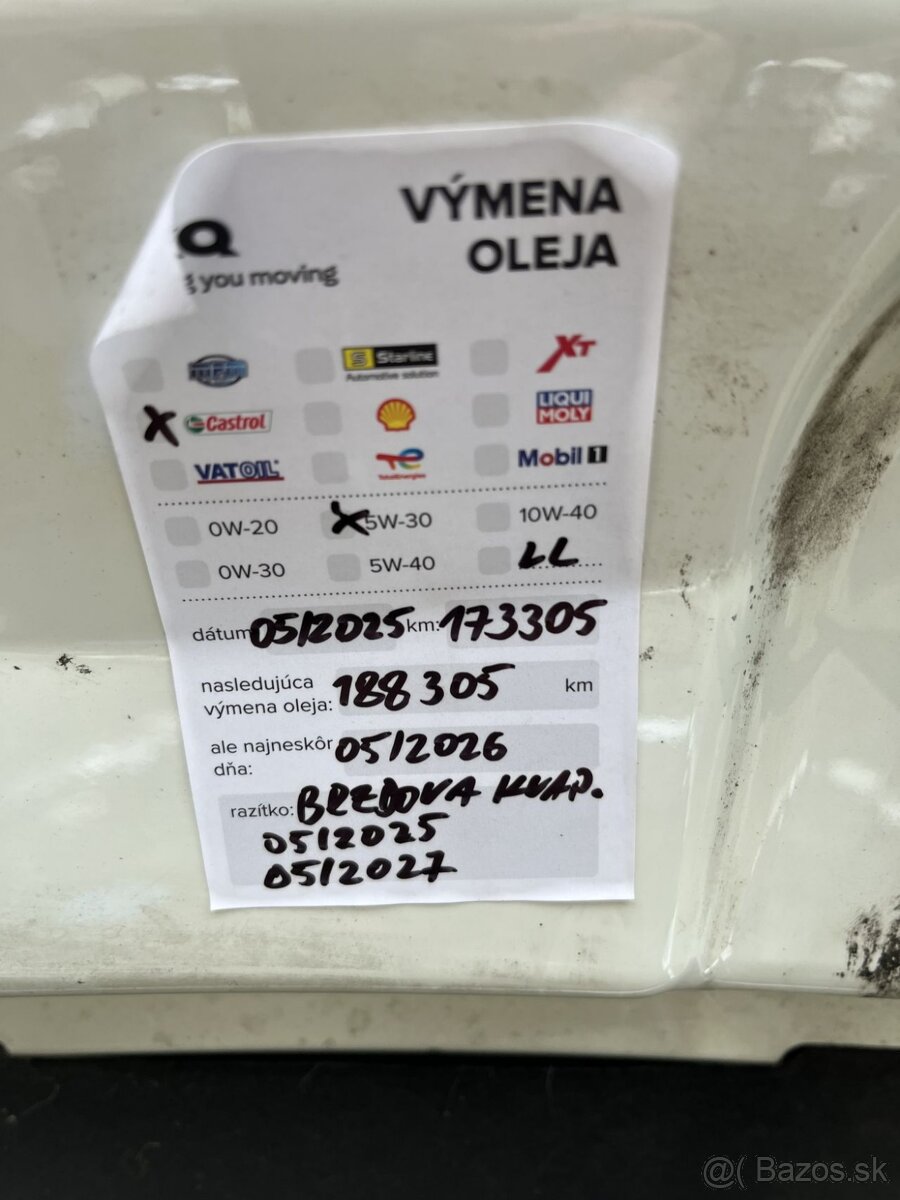 Q VÝMENA
OLEJA
g you moving
Starline XT
Automotive solution
Castrol LIQUI
MOLY
VATOIL TotalEnergies Mobil 1
0W-20 5W-30 10W-40
0W-30 5W-40 LL
dátum 05/2025 km: 173305
nasledujúca
výmena oleja: 188305 km
ale najneskôr
dňa: 05/2026
razítko: BRZDOVA KVAP.
05/2025
05/2027
@( Bazos.sk